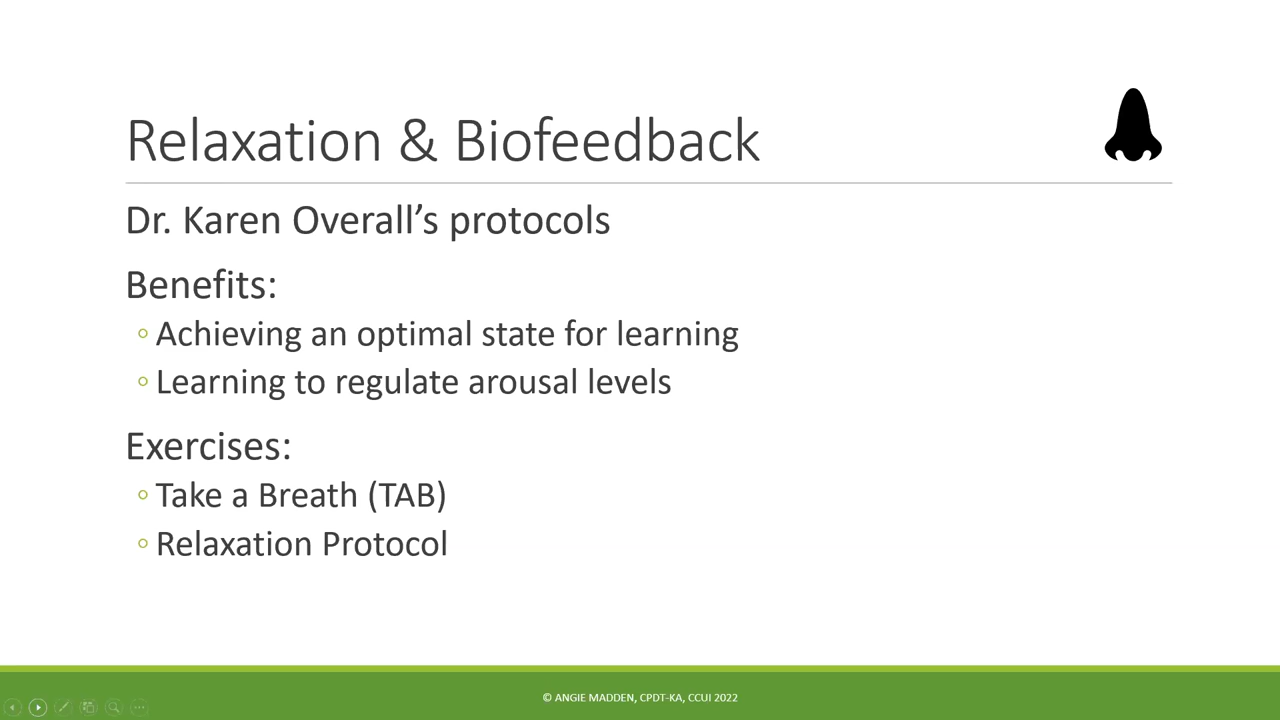 Relaxation & Biofeedback
Dr. Karen Overall’s protocols
Benefits:
Achieving an optimal state for learning
Learning to regulate arousal levels
Exercises:
Take a Breath (TAB)
Relaxation Protocol
© ANGIE MADDEN, CPDT-KA, CCUI 2022